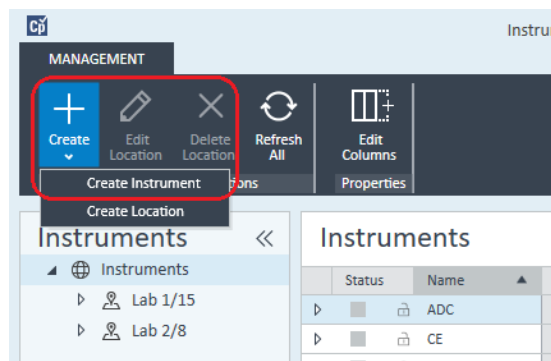 Cp
Instru
MANAGEMENT
Create
Edit
Location
Delete
Location
Refresh
All
Edit
Columns
Create Instrument
ions
Properties
Create Location
Instruments
Instruments
Instruments
Lab 1/15
Lab 2/8
Status
Name
ADC
CE